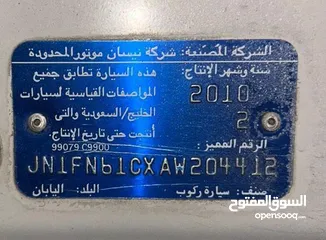 الشركة المصنعة: شركة نيسان موتور المحدودة
سنة وشهر الإنتاج: هذه السيارة تطابق جميع
2010 المواصفات القياسية لسيارات
2 الخليج/السعودية والتي
أنتجت حتى تاريخ الإنتاج.
الرقم المميز: 99079 C9900
JN1FN61CXAW204412
صنف: سيارة ركوب البلد: اليابان
السوق المفتوح
opensooq.com